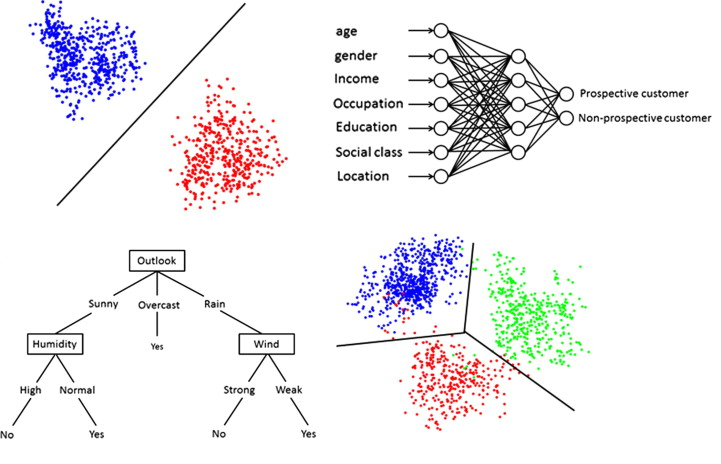 age
gender
Income
Occupation
Education
Social class
Location
Prospective customer
Non-prospective customer
Outlook
Sunny
Overcast
Rain
Humidity
Yes
Wind
High
Normal
Strong
Weak
No
Yes
No
Yes